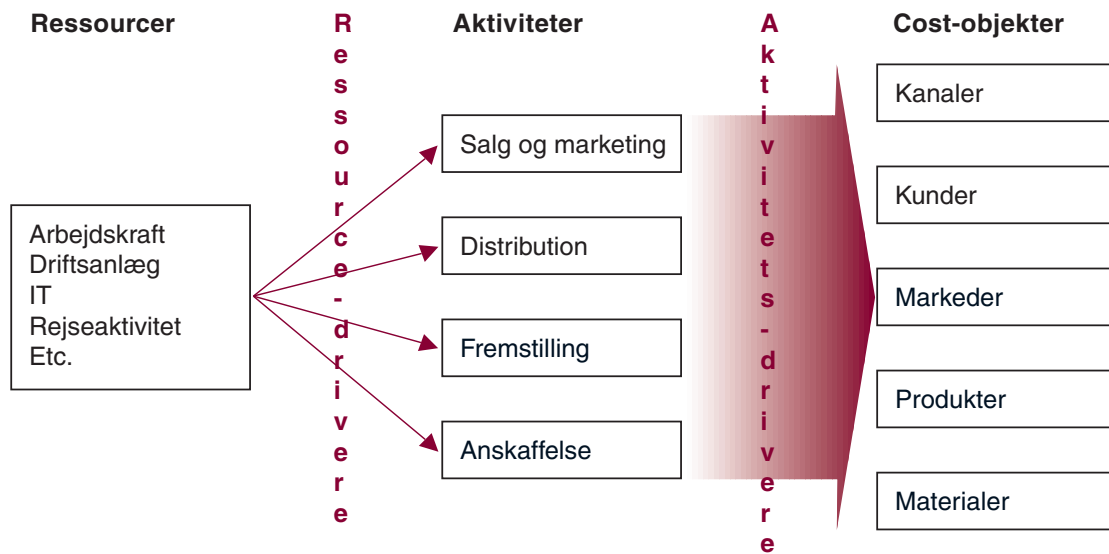 Ressourcer
Arbejdskraft
Driftsanlæg
IT
Rejseaktivitet
Etc.
Ressource-drivere
Aktiviteter
Salg og marketing
Distribution
Fremstilling
Anskaffelse
Aktivitets-drivere
Cost-objekter
Kanaler
Kunder
Markeder
Produkter
Materialer